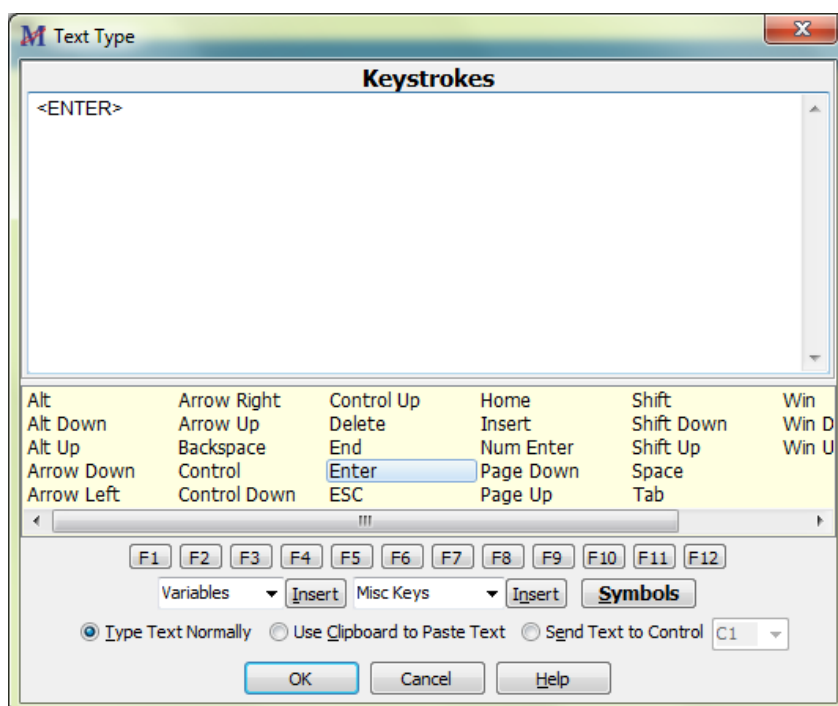 Text Type
Keystrokes
<ENTER>
Alt Arrow Right Control Up Home Shift Win
Alt Down Arrow Up Delete Insert Shift Down Win D
Alt Up Backspace End Num Enter Shift Up Win U
Arrow Down Control Enter Page Down Space
Arrow Left Control Down ESC Page Up Tab
F1 F2 F3 F4 F5 F6 F7 F8 F9 F10 F11 F12
Variables Insert Misc Keys Insert Symbols
Type Text Normally Use Clipboard to Paste Text Send Text to Control C1
OK Cancel Help